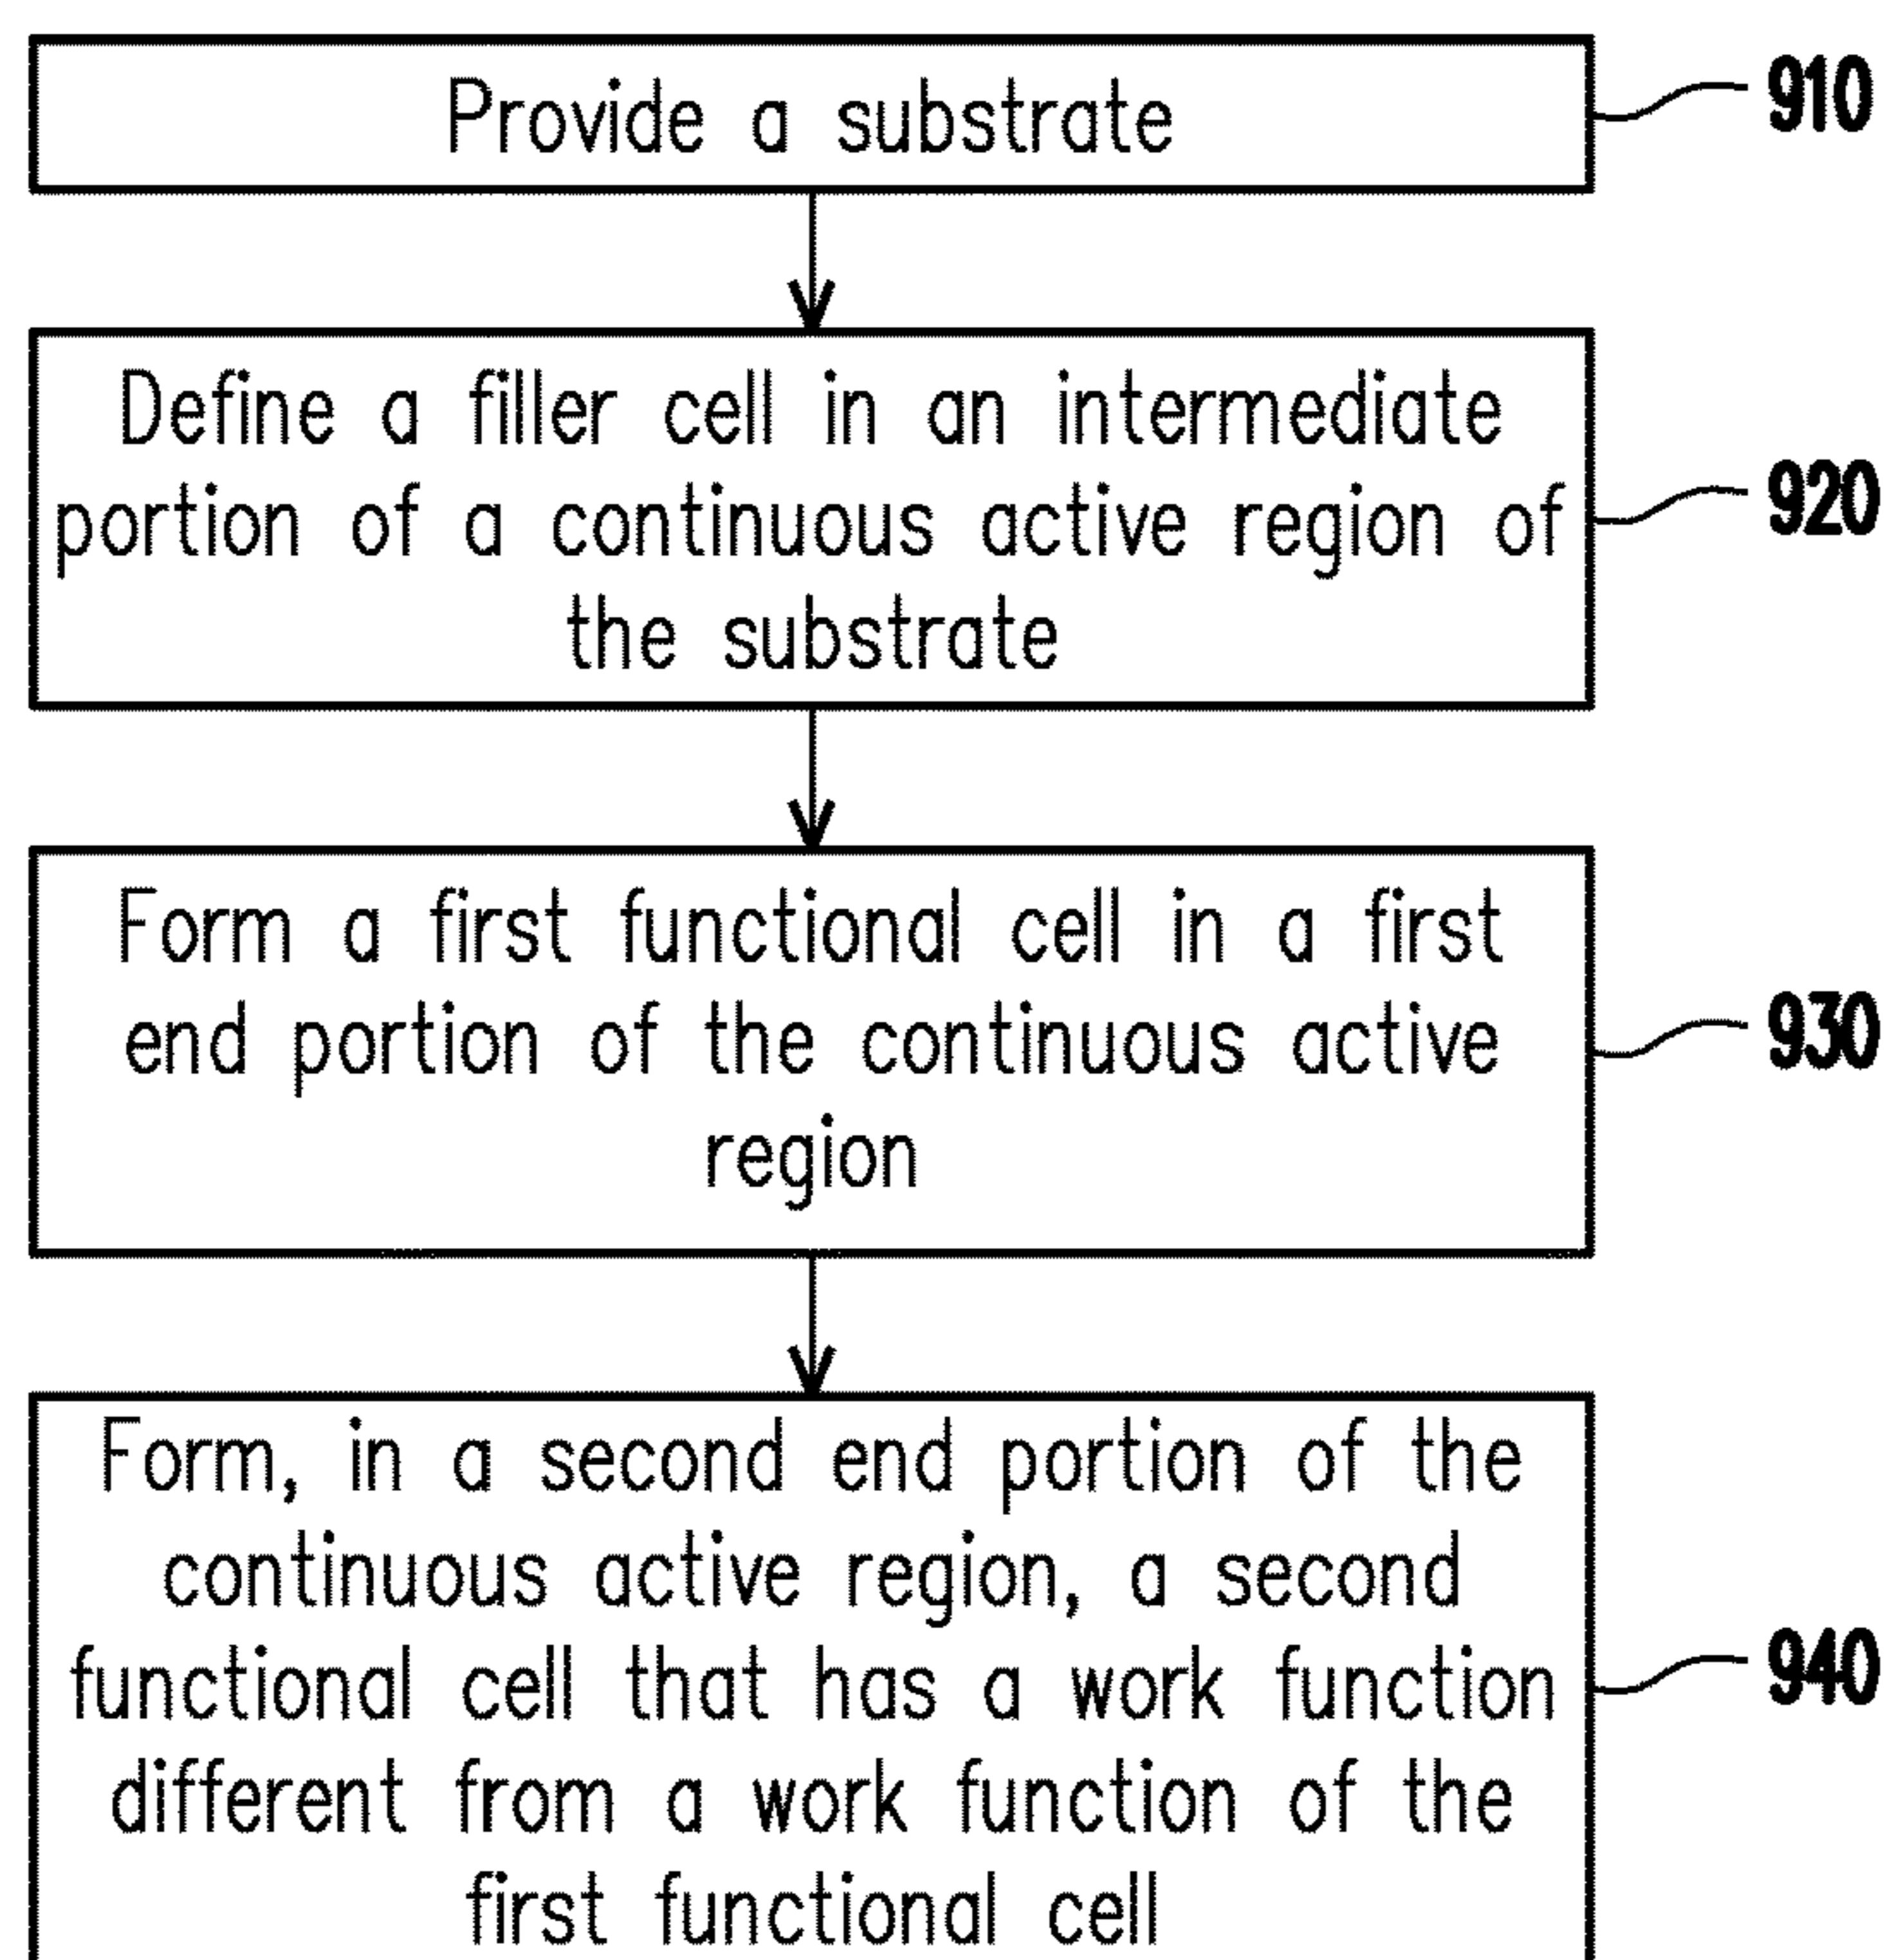 Provide a substrate
910
Define a filler cell in an intermediate
portion of a continuous active region of
the substrate
920
Form a first functional cell in a first
end portion of the continuous active
region
930
Form, in a second end portion of the
continuous active region, a second
functional cell that has a work function
different from a work function of the
first functional cell
940